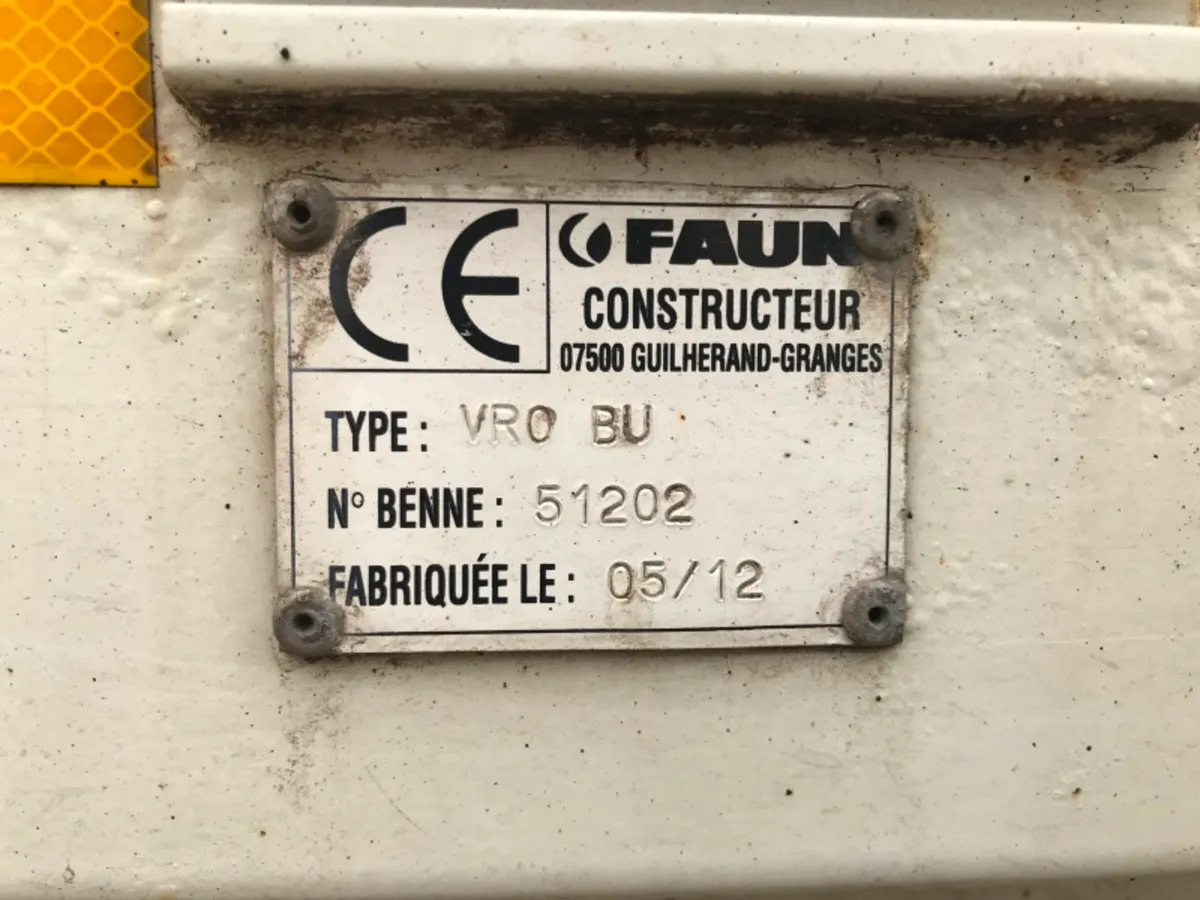 CE FAUN
CONSTRUCTEUR
07500 GUILHERAND-GRANGES
TYPE : VRO BU
N° BENNE : 51202
FABRIQUÉE LE : 05/12